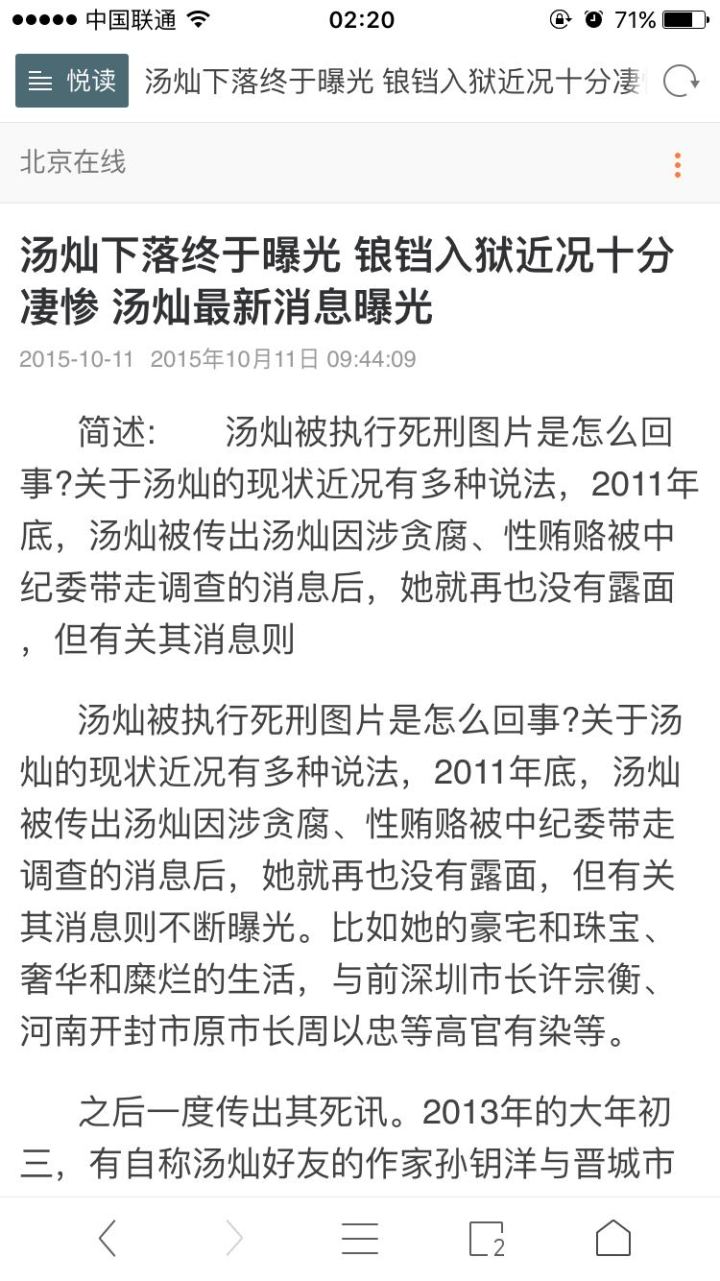 中国联通 02:20 71%
悦读 汤灿下落终于曝光 锒铛入狱近况十分凄
北京在线
汤灿下落终于曝光 锒铛入狱近况十分
凄惨 汤灿最新消息曝光
2015-10-11 2015年10月11日 09:44:09
简述: 汤灿被执行死刑图片是怎么回
事?关于汤灿的现状近况有多种说法，2011年
底，汤灿被传出汤灿因涉贪腐、性贿赂被中
纪委带走调查的消息后，她就再也没有露面
，但有关其消息则
汤灿被执行死刑图片是怎么回事?关于汤
灿的现状近况有多种说法，2011年底，汤灿
被传出汤灿因涉贪腐、性贿赂被中纪委带走
调查的消息后，她就再也没有露面，但有关
其消息则不断曝光。比如她的豪宅和珠宝、
奢华和糜烂的生活，与前深圳市长许宗衡、
河南开封市原市长周以忠等高官有染等。
之后一度传出其死讯。2013年的大年初
三，有自称汤灿好友的作家孙钥洋与晋城市
2